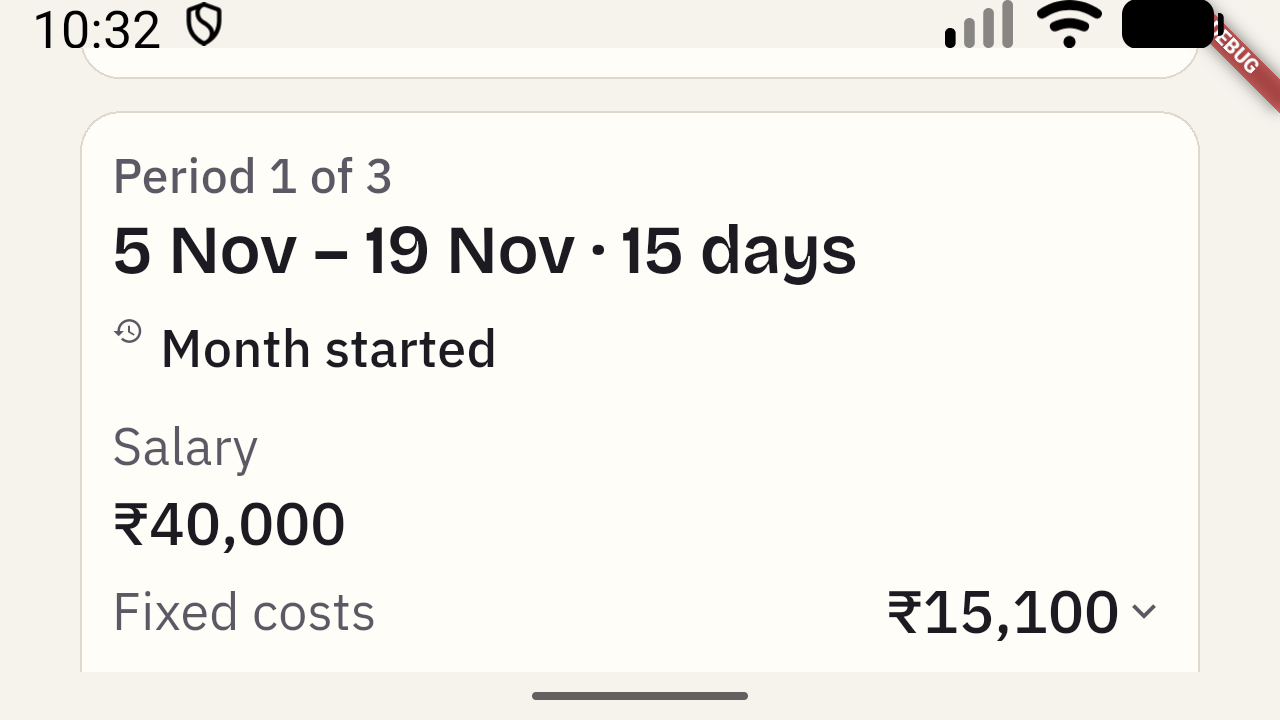 10:32
DEBUG
Period 1 of 3
5 Nov – 19 Nov · 15 days
Month started
Salary
₹40,000
Fixed costs ₹15,100